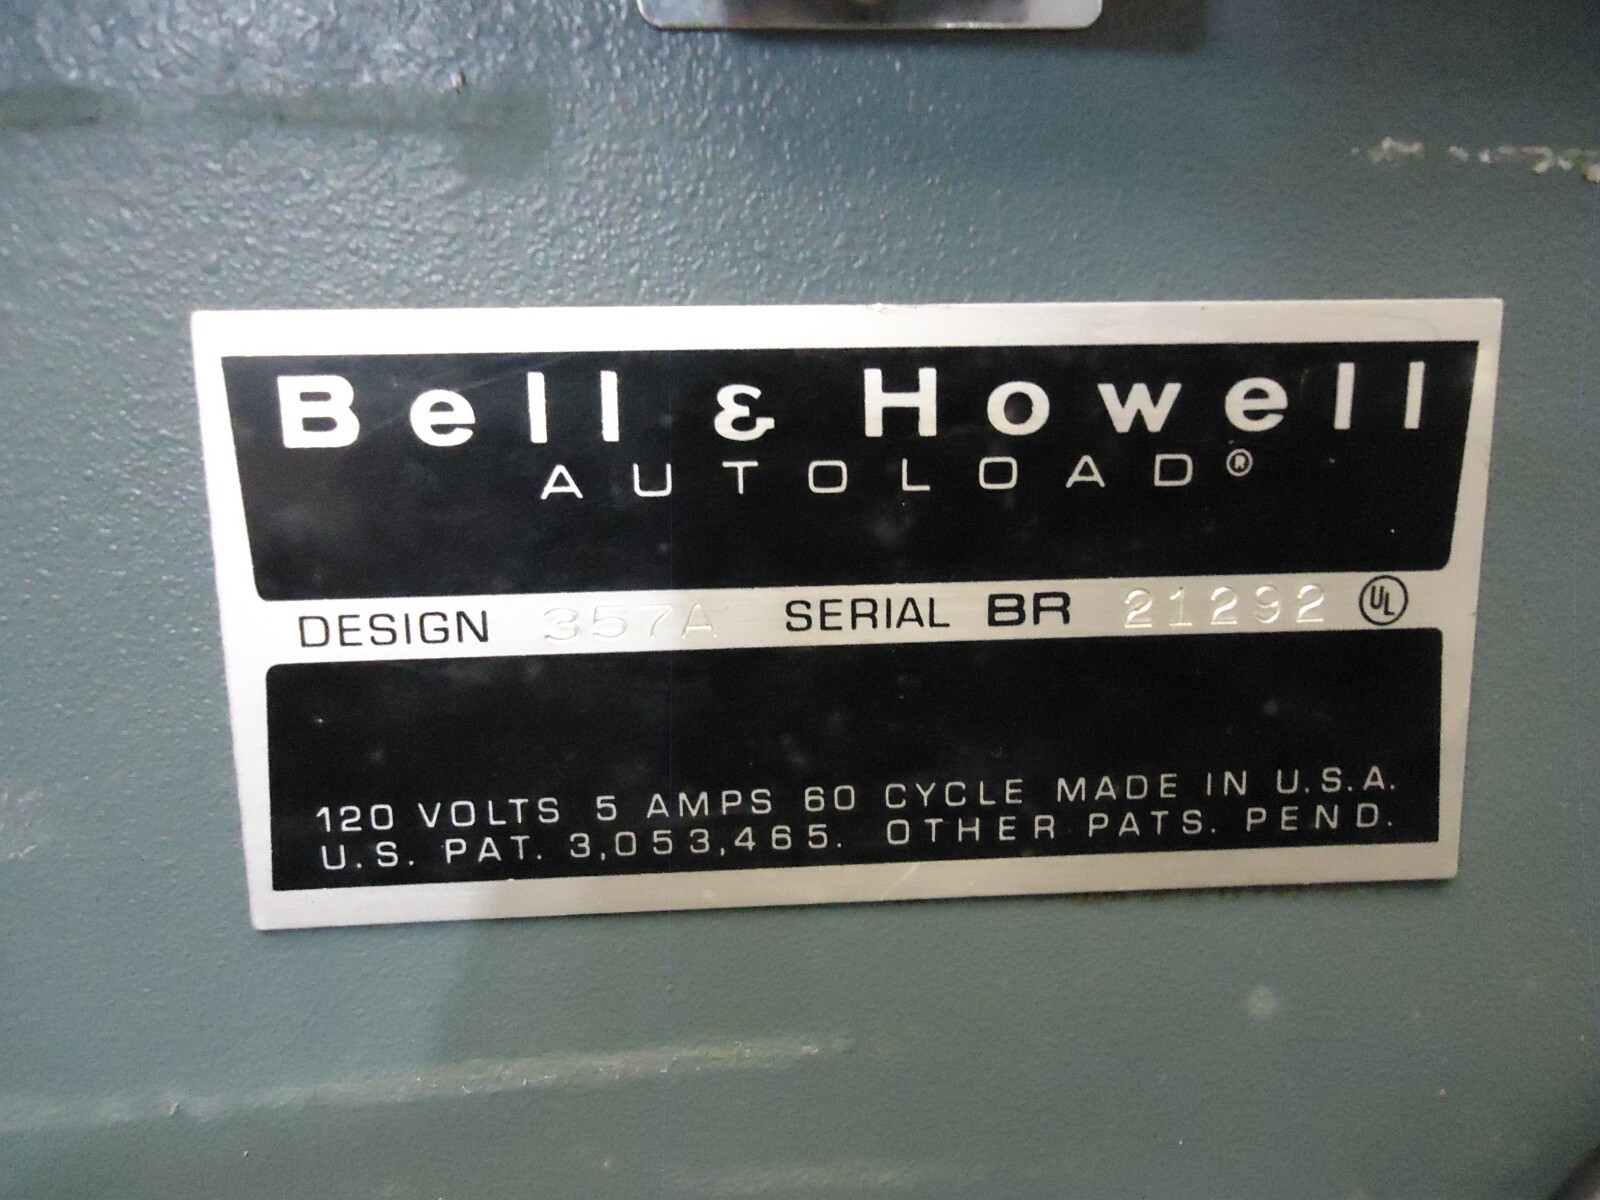 Bell & Howell
AUTOLOAD®
DESIGN 357A SERIAL BR 21292 UL
120 VOLTS 5 AMPS 60 CYCLE MADE IN U.S.A.
U.S. PAT. 3,053,465. OTHER PATS. PEND.